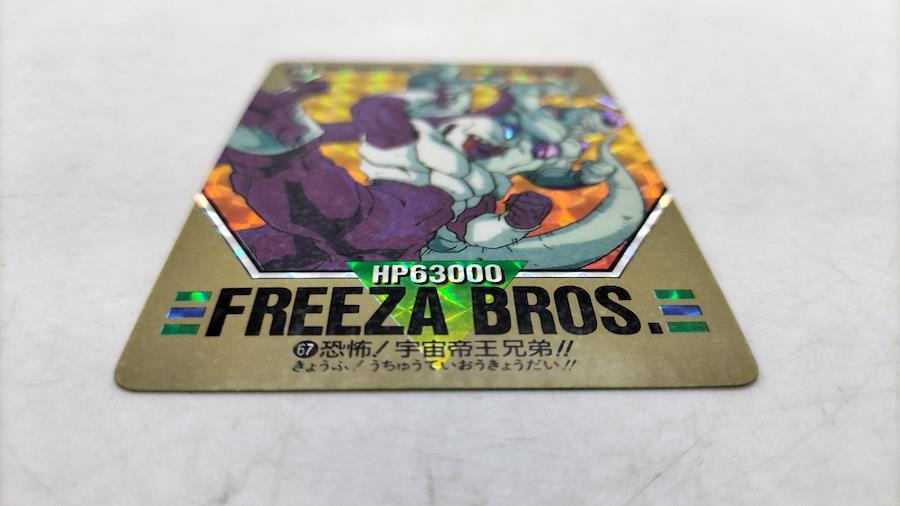 HP63000
FREEZA BROS.
67 恐怖!宇宙帝王兄弟!!
きょうふ!うちゅうていおうきょうだい!!